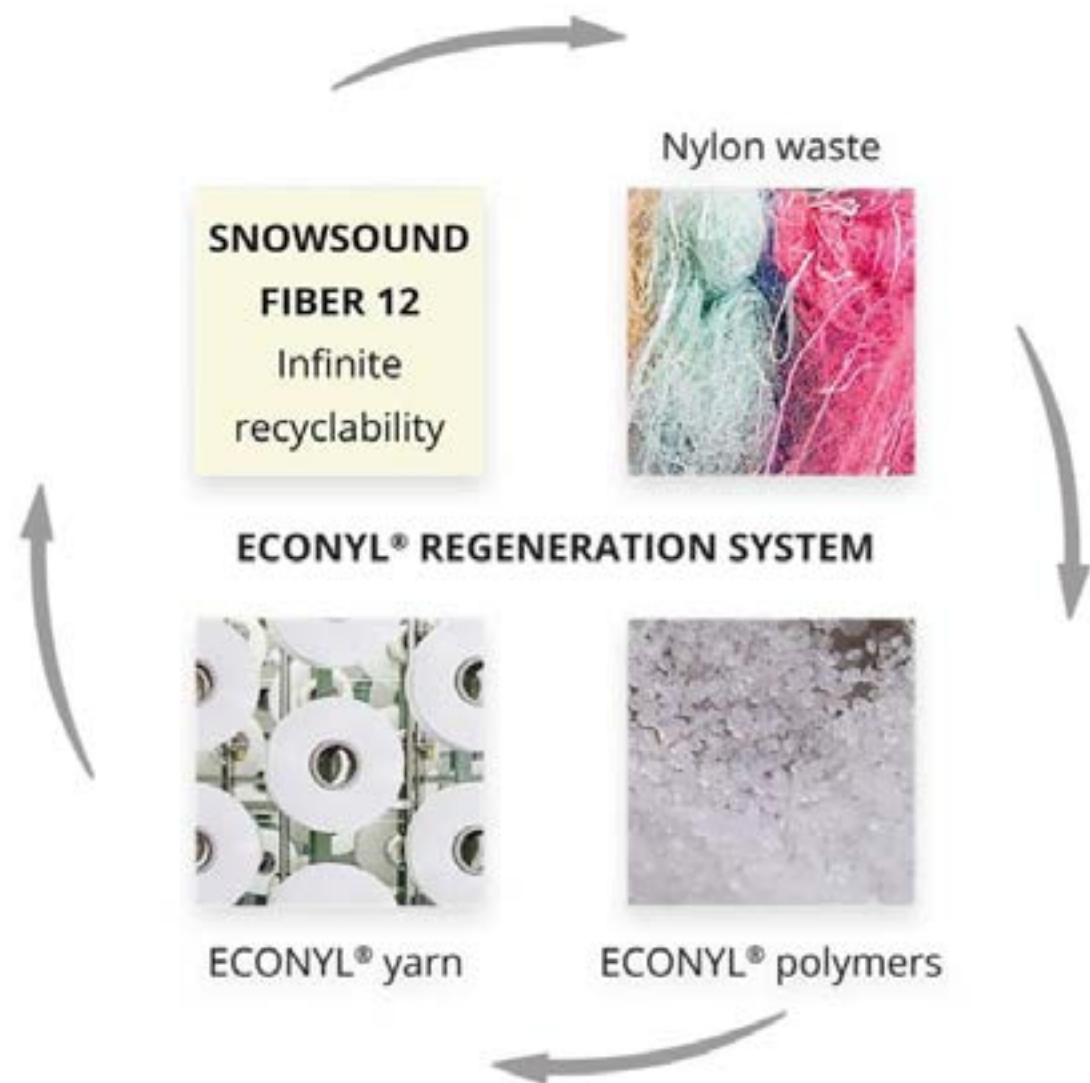 Nylon waste
SNOWSOUND
FIBER 12
Infinite
recyclability
ECONYL® REGENERATION SYSTEM
ECONYL® yarn
ECONYL® polymers